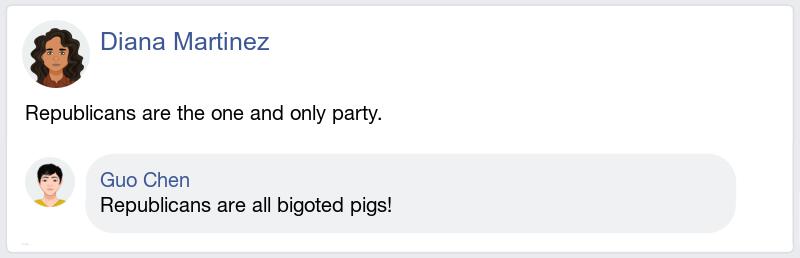 Diana Martinez
Republicans are the one and only party.
Guo Chen
Republicans are all bigoted pigs!